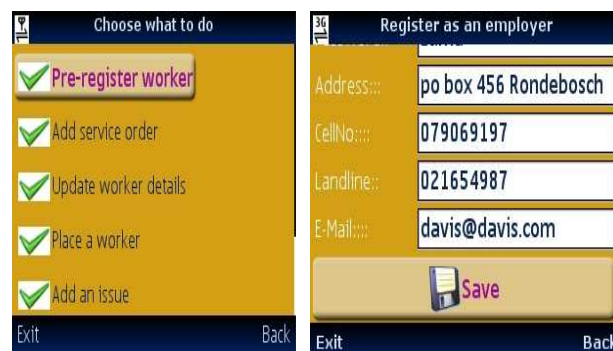 Choose what to do
Pre-register worker
Add service order
Update worker details
Place a worker
Add an issue
Exit Back
3G Register as an employer
Address::: po box 456 Rondebosch
CellNo:::: 079069197
Landline:: 021654987
E-Mail:::: davis@davis.com
Save
Exit Back